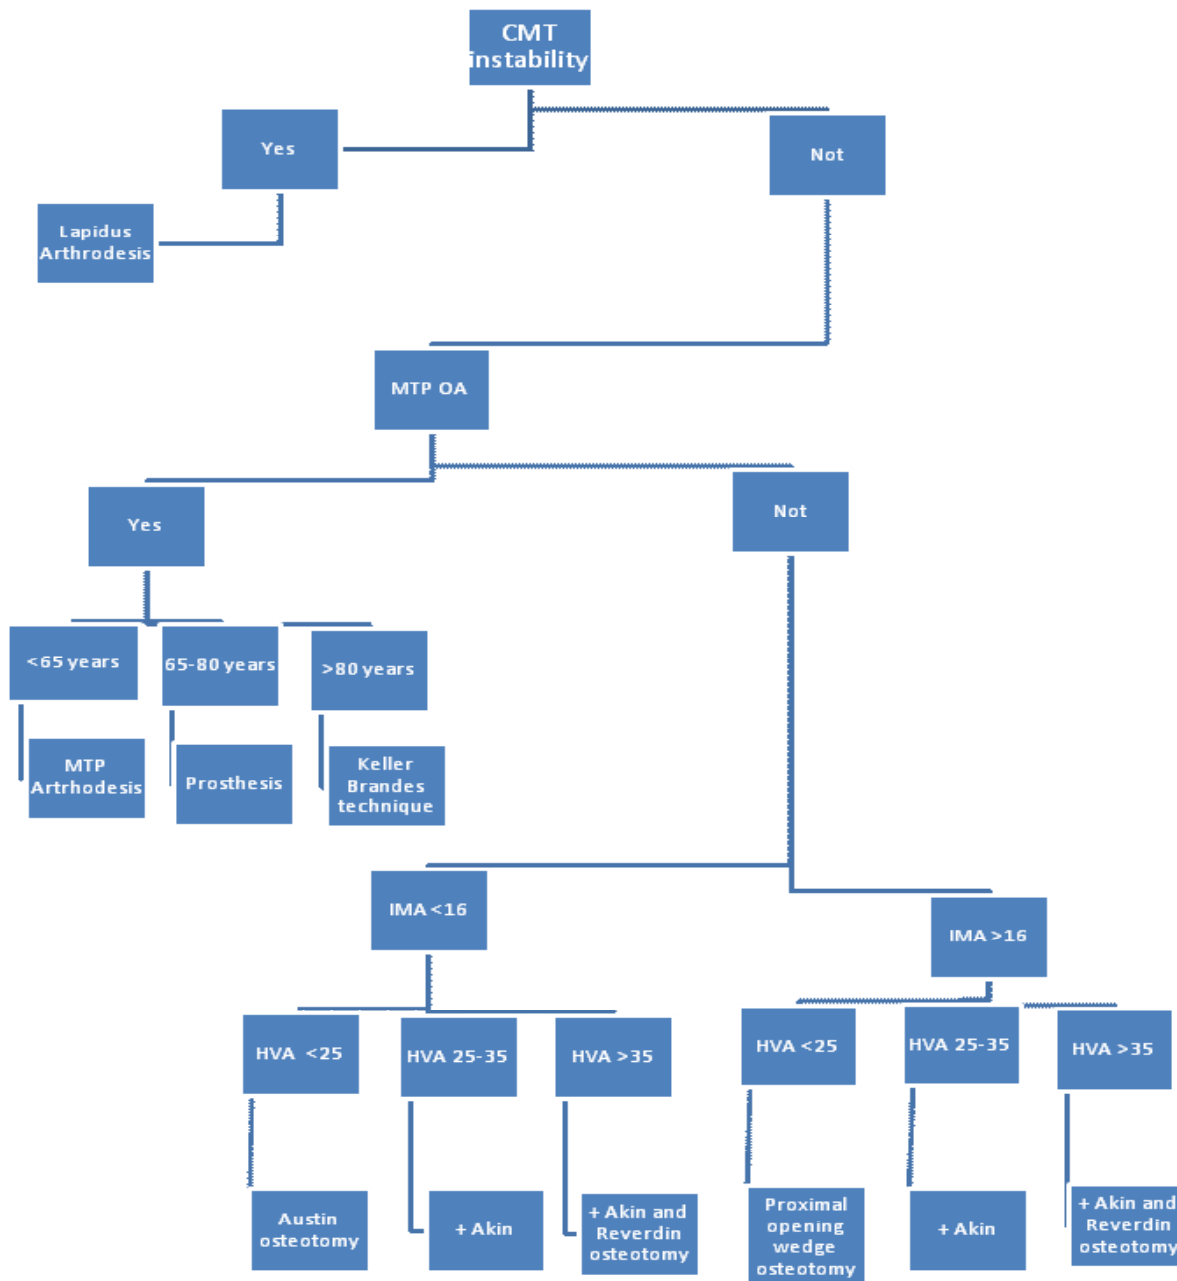 CMT
instability
Yes
Not
Lapidus
Arthrodesis
MTP OA
Yes
Not
<65 years
65-80 years
>80 years
MTP
Artrhodesis
Prosthesis
Keller
Brandes
technique
IMA <16
IMA >16
HVA <25
HVA 25-35
HVA >35
HVA <25
HVA 25-35
HVA >35
Austin
osteotomy
+ Akin
+ Akin and
Reverdin
osteotomy
Proximal
opening
wedge
osteotomy
+ Akin
+ Akin and
Reverdin
osteotomy